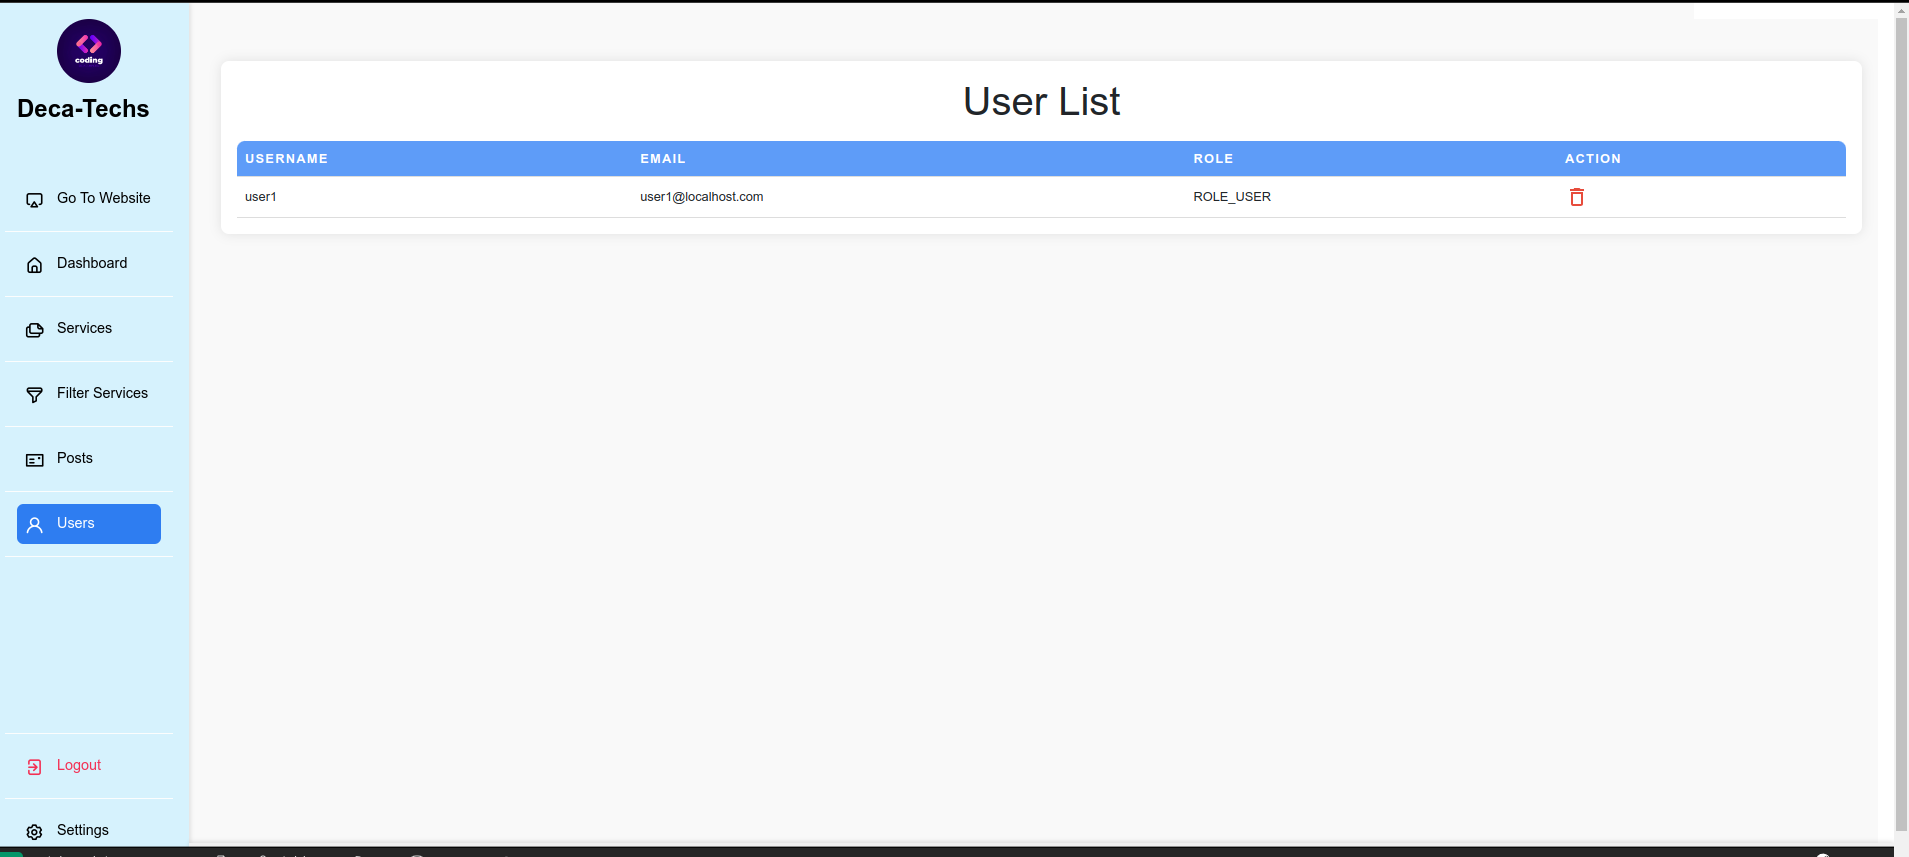 coding
Deca-Techs
Go To Website
Dashboard
Services
Filter Services
Posts
Users
Logout
Settings
User List
USERNAME EMAIL ROLE ACTION
user1 user1@localhost.com ROLE_USER